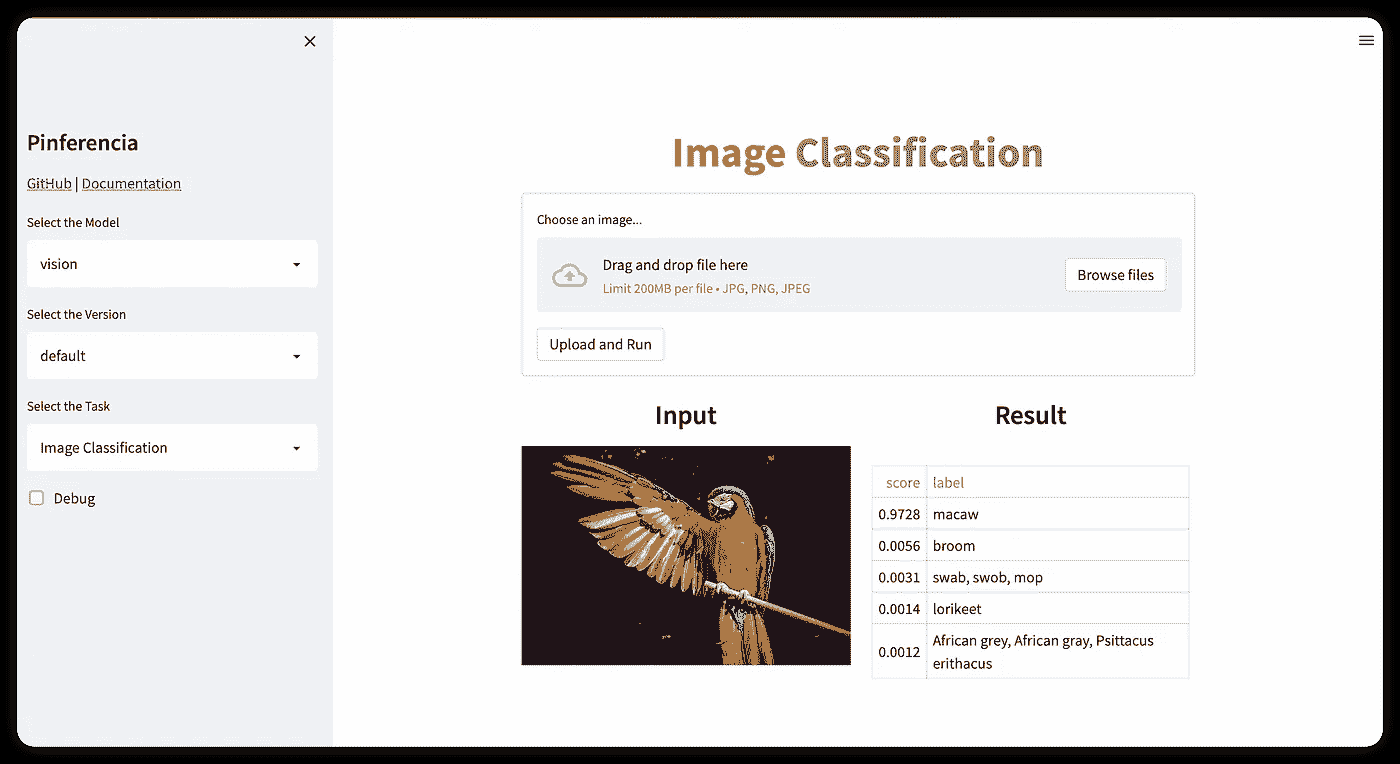 Pinferencia
GitHub | Documentation
Select the Model
vision
Select the Version
default
Select the Task
Image Classification
Debug
Image Classification
Choose an image...
Drag and drop file here
Limit 200MB per file • JPG, PNG, JPEG
Browse files
Upload and Run
Input
Result
score label
0.9728 macaw
0.0056 broom
0.0031 swab, swob, mop
0.0014 lorikeet
0.0012 African grey, African gray, Psittacus
erithacus